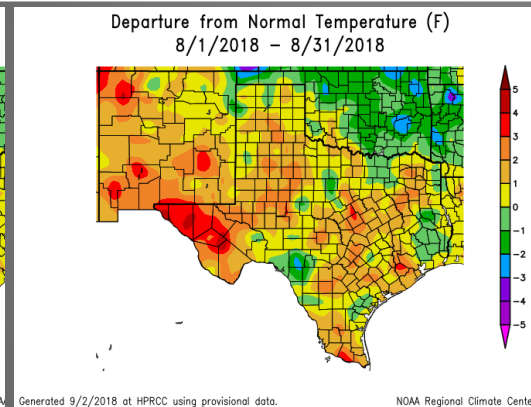 Departure from Normal Temperature (F)
8/1/2018 – 8/31/2018
5
4
3
2
1
0
-1
-2
-3
-4
-5
Generated 9/2/2018 at HPRCC using provisional data.
NOAA Regional Climate